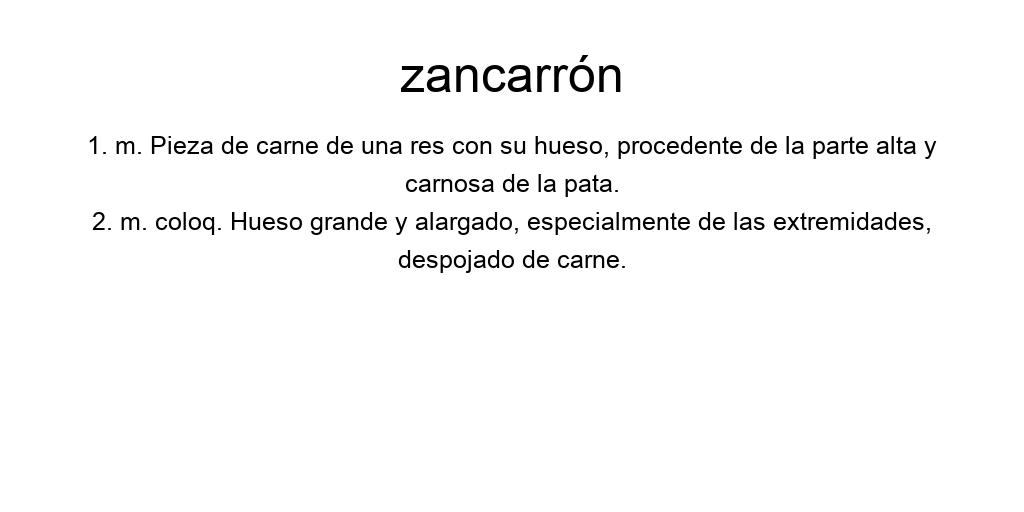 zancarrón
1. m. Pieza de carne de una res con su hueso, procedente de la parte alta y
carnosa de la pata.
2. m. coloq. Hueso grande y alargado, especialmente de las extremidades,
despojado de carne.